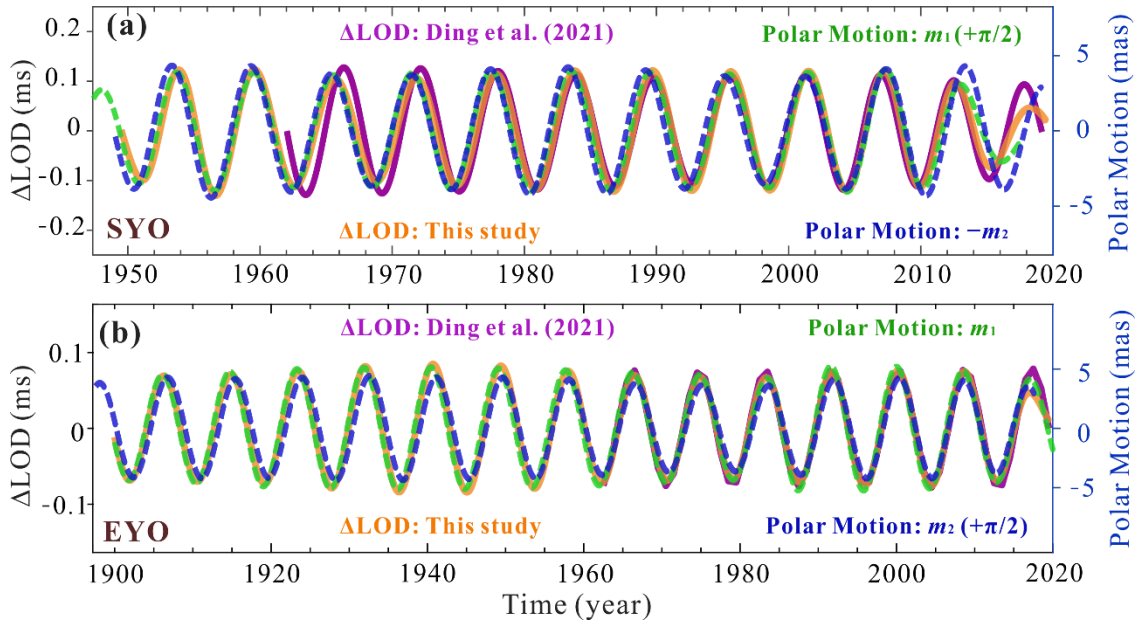 (a)
ΔLOD: Ding et al. (2021)
Polar Motion: m₁ (+π/2)
0.2
0.1
0
-0.1
-0.2
ΔLOD (ms)
5
0
-5
Polar Motion (mas)
SYO
ΔLOD: This study
Polar Motion: −m₂
1950 1960 1970 1980 1990 2000 2010 2020
(b)
ΔLOD: Ding et al. (2021)
Polar Motion: m₁
0.1
0
-0.1
ΔLOD (ms)
5
0
-5
Polar Motion (mas)
EYO
ΔLOD: This study
Polar Motion: m₂ (+π/2)
1900 1920 1940 1960 1980 2000 2020
Time (year)